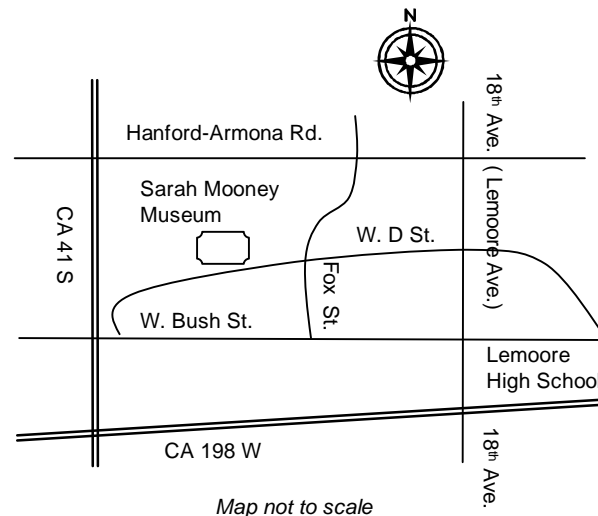 N
18th Ave. ( Lemoore Ave.)
Hanford-Armona Rd.
Sarah Mooney
Museum
CA 41 S
W. D St.
Fox St.
W. Bush St.
Lemoore
High School
CA 198 W
18th Ave.
Map not to scale